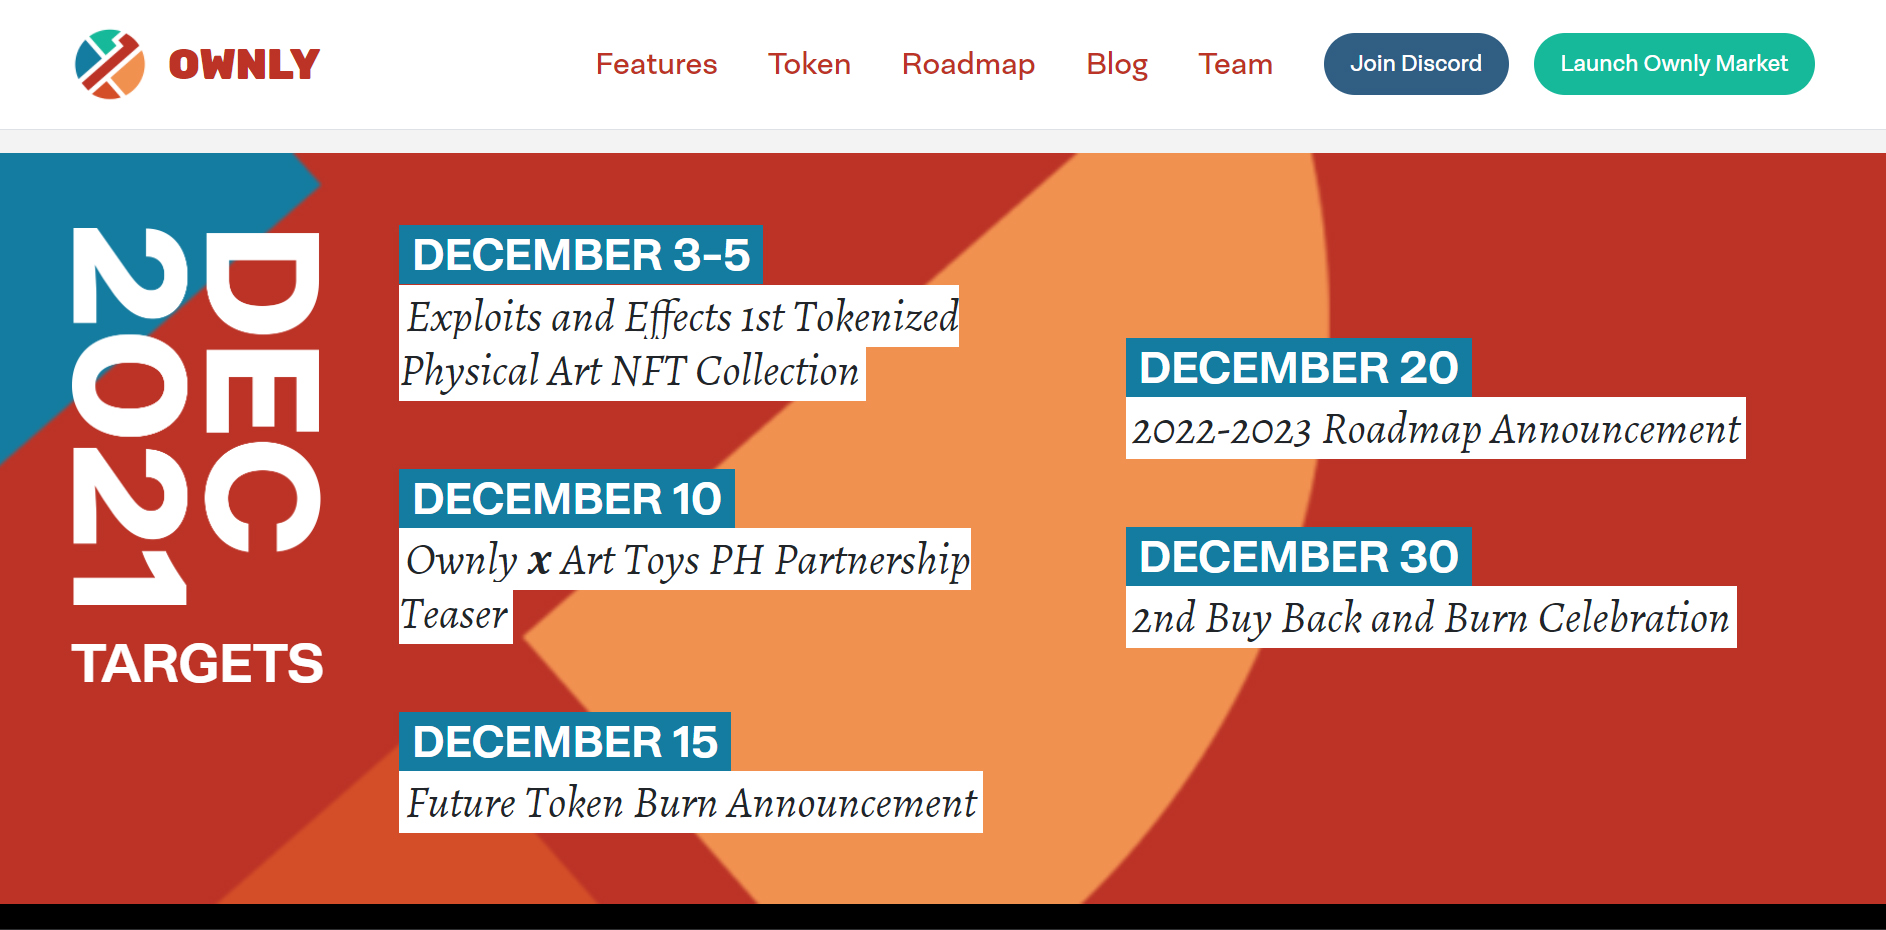 OWNLY
Features
Token
Roadmap
Blog
Team
Join Discord
Launch Ownly Market
DEC
2021
TARGETS
DECEMBER 3-5
Exploits and Effects 1st Tokenized
Physical Art NFT Collection
DECEMBER 10
Ownly x Art Toys PH Partnership
Teaser
DECEMBER 15
Future Token Burn Announcement
DECEMBER 20
2022-2023 Roadmap Announcement
DECEMBER 30
2nd Buy Back and Burn Celebration